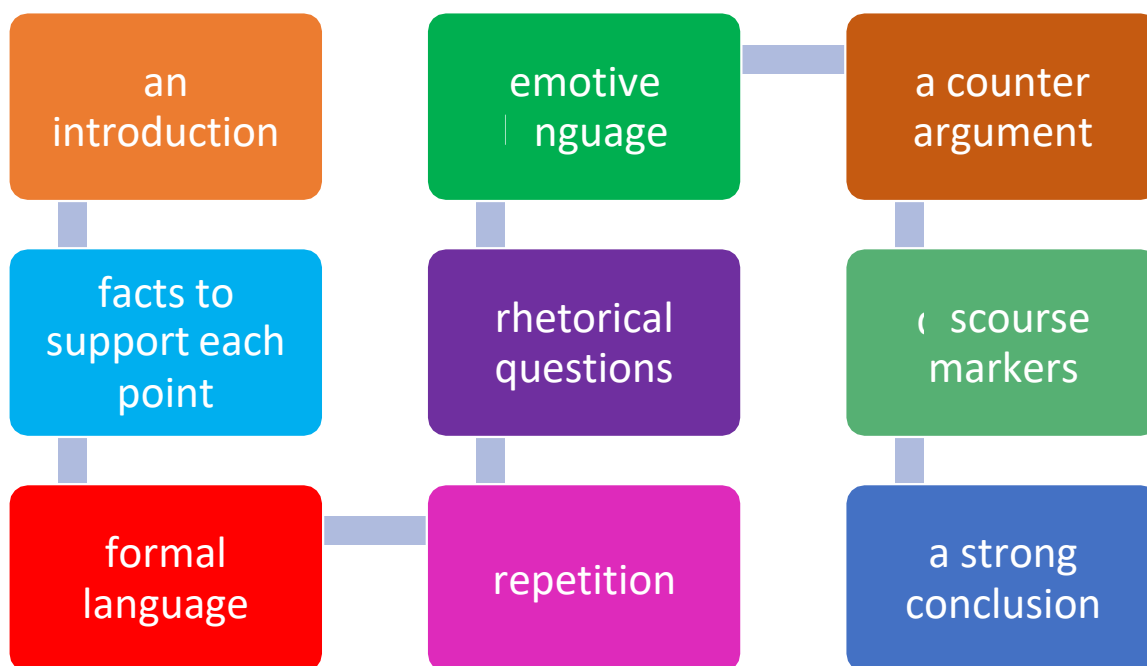 an
introduction
facts to
support each
point
formal
language
repetition
rhetorical
questions
emotive
nguage
a counter
argument
scourse
markers
a strong
conclusion